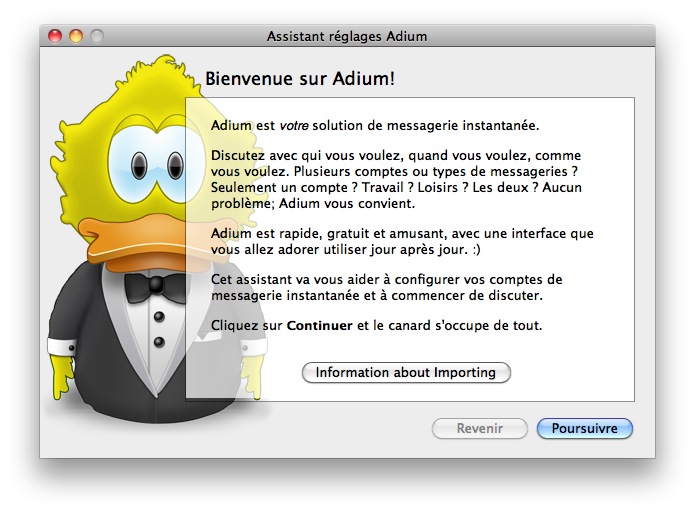 Assistant réglages Adium
Bienvenue sur Adium!
Adium est votre solution de messagerie instantanée.
Discutez avec qui vous voulez, quand vous voulez, comme
vous voulez. Plusieurs comptes ou types de messageries ?
Seulement un compte ? Travail ? Loisirs ? Les deux ? Aucun
problème; Adium vous convient.
Adium est rapide, gratuit et amusant, avec une interface que
vous allez adorer utiliser jour après jour. :)
Cet assistant va vous aider à configurer vos comptes de
messagerie instantanée et à commencer de discuter.
Cliquez sur Continuer et le canard s'occupe de tout.
Information about Importing
Revenir
Poursuivre